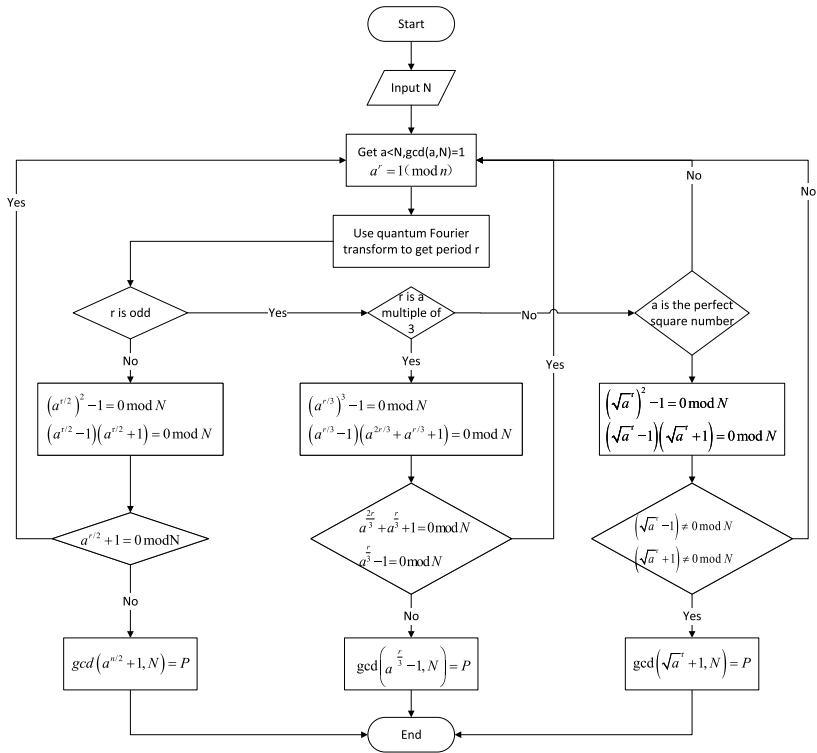 Start
Input N
Get a<N,gcd(a,N)=1
a^r = 1(mod n)
Use quantum Fourier
transform to get period r
r is odd
Yes
r is a
multiple of
3
No
a is the perfect
square number
No
No
Yes
Yes
No
Yes
(a^{r/2})^2 −1 = 0 mod N
(a^{r/2} −1)(a^{r/2} +1) = 0 mod N
(a^{r/3})^3 −1 = 0 mod N
(a^{r/3} −1)(a^{2r/3} + a^{r/3} +1) = 0 mod N
(√a^r)^2 −1 = 0 mod N
(√a^r −1)(√a^r +1) = 0 mod N
a^{r/2} +1 = 0 modN
a^{2r/3} + a^{r/3} +1 = 0 mod N
a^{r/3} −1 = 0 mod N
(√a^r −1) ≠ 0 mod N
(√a^r +1) ≠ 0 mod N
No
No
Yes
gcd(a^{n/2} +1, N) = P
gcd(a^{r/3} −1, N) = P
gcd(√a^r +1, N) = P
End